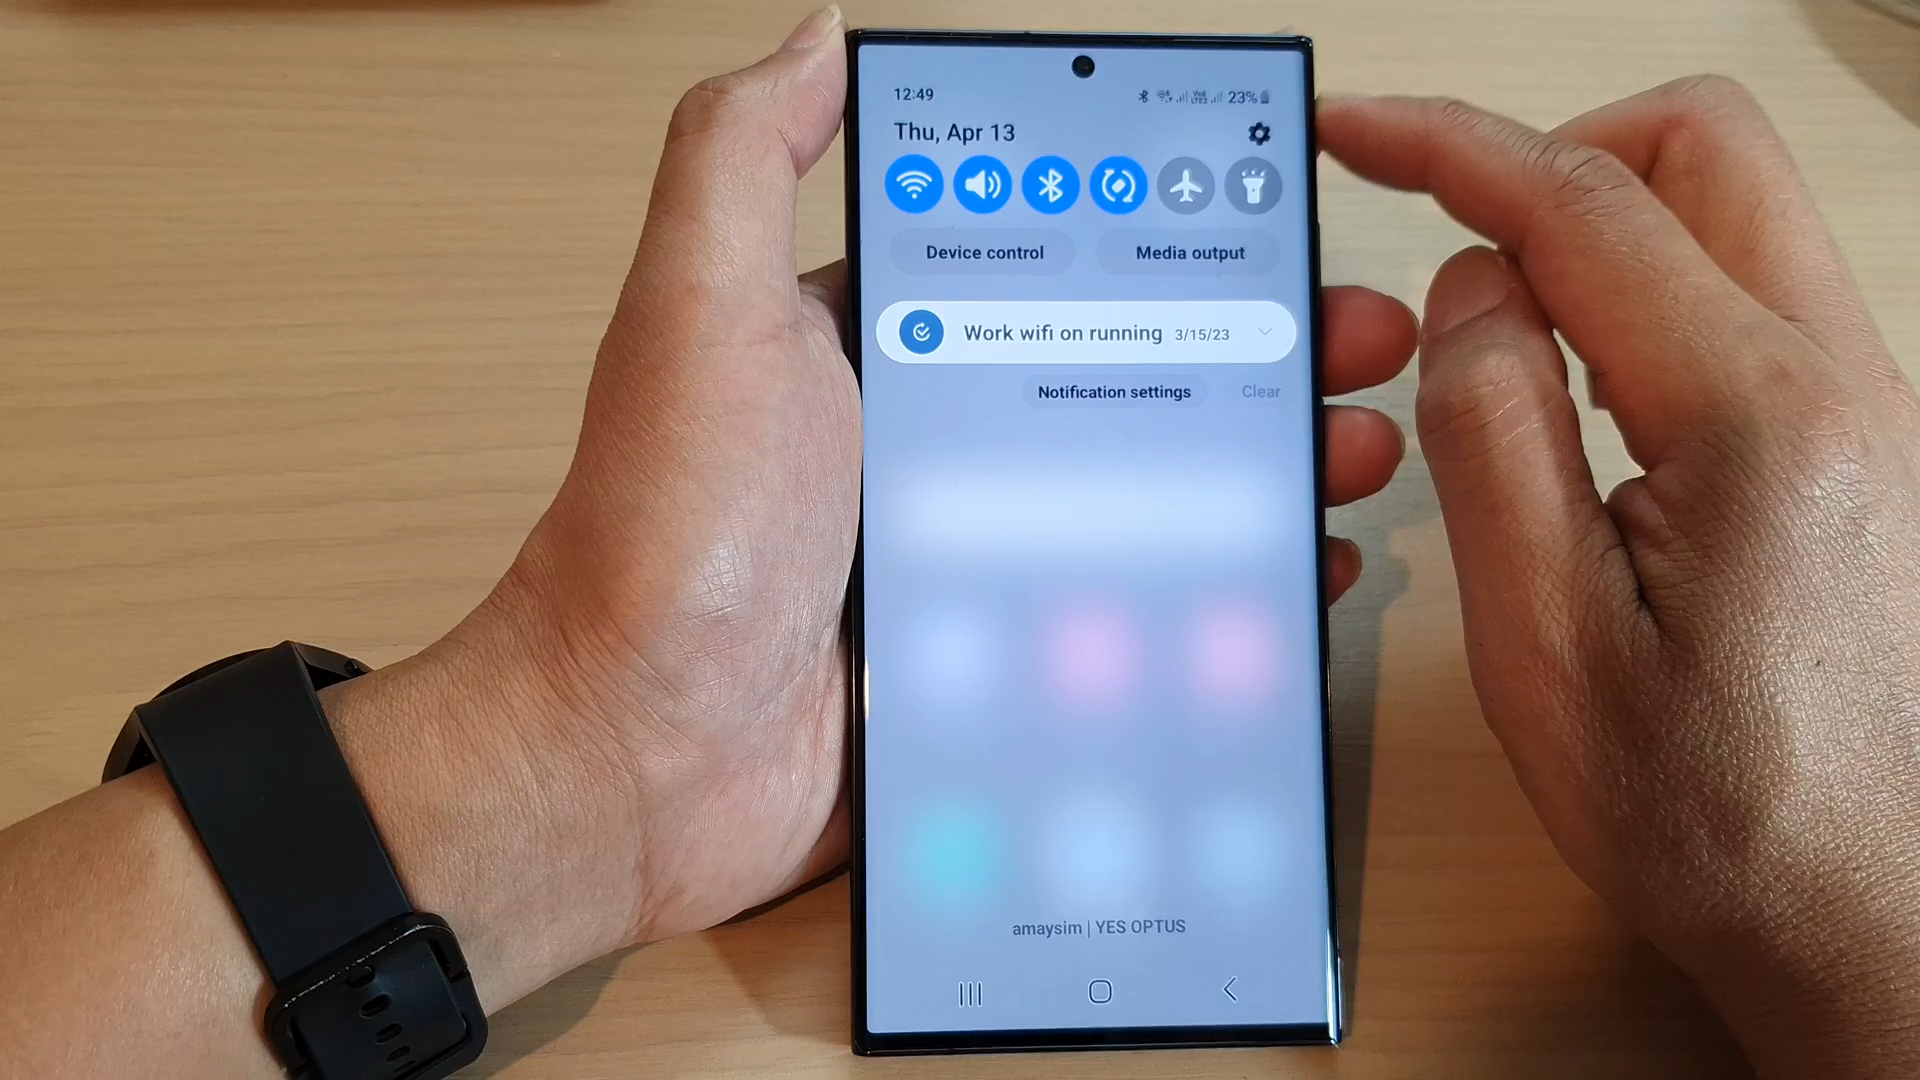 12:49
23%
Thu, Apr 13
Device control
Media output
Work wifi on running 3/15/23
Notification settings
Clear
amaysim | YES OPTUS